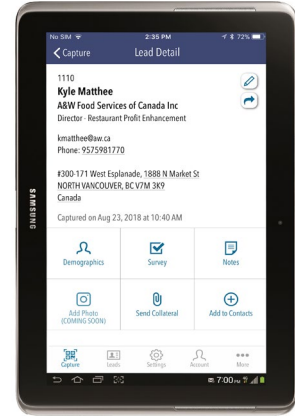 No SIM 2:35 PM 72%
Capture Lead Detail
1110
Kyle Matthee
A&W Food Services of Canada Inc
Director - Restaurant Profit Enhancement
kmatthee@aw.ca
Phone: 9575981770
#300-171 West Esplanade, 1888 N Market St
NORTH VANCOUVER, BC V7M 3K9
Canada
Captured on Aug 23, 2018 at 10:40 AM
Demographics Survey Notes
Add Photo
(COMING SOON) Send Collateral Add to Contacts
Capture Leads Settings Account More
7:00 PM
SAMSUNG